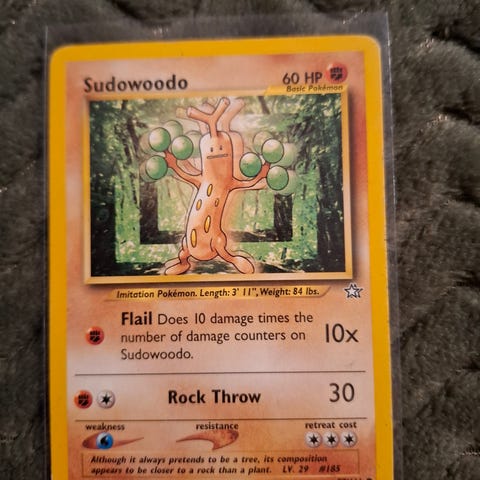 Sudowoodo
60 HP
Basic Pokémon
Imitation Pokémon. Length: 3' 11", Weight: 84 lbs.
Flail Does 10 damage times the
number of damage counters on
Sudowoodo.
10x
Rock Throw 30
weakness resistance retreat cost
Although it always pretends to be a tree, its composition
appears to be closer to a rock than a plant. LV. 29 #185